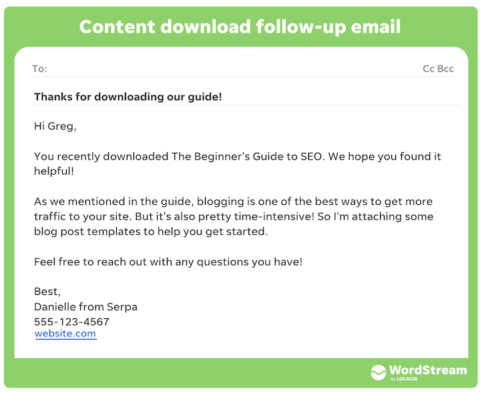 Content download follow-up email
To:
Cc Bcc
Thanks for downloading our guide!
Hi Greg,
You recently downloaded The Beginner's Guide to SEO. We hope you found it
helpful!
As we mentioned in the guide, blogging is one of the best ways to get more
traffic to your site. But it's also pretty time-intensive! So I'm attaching some
blog post templates to help you get started.
Feel free to reach out with any questions you have!
Best,
Danielle from Serpa
555-123-4567
website.com
WordStream
by LOCALiQ